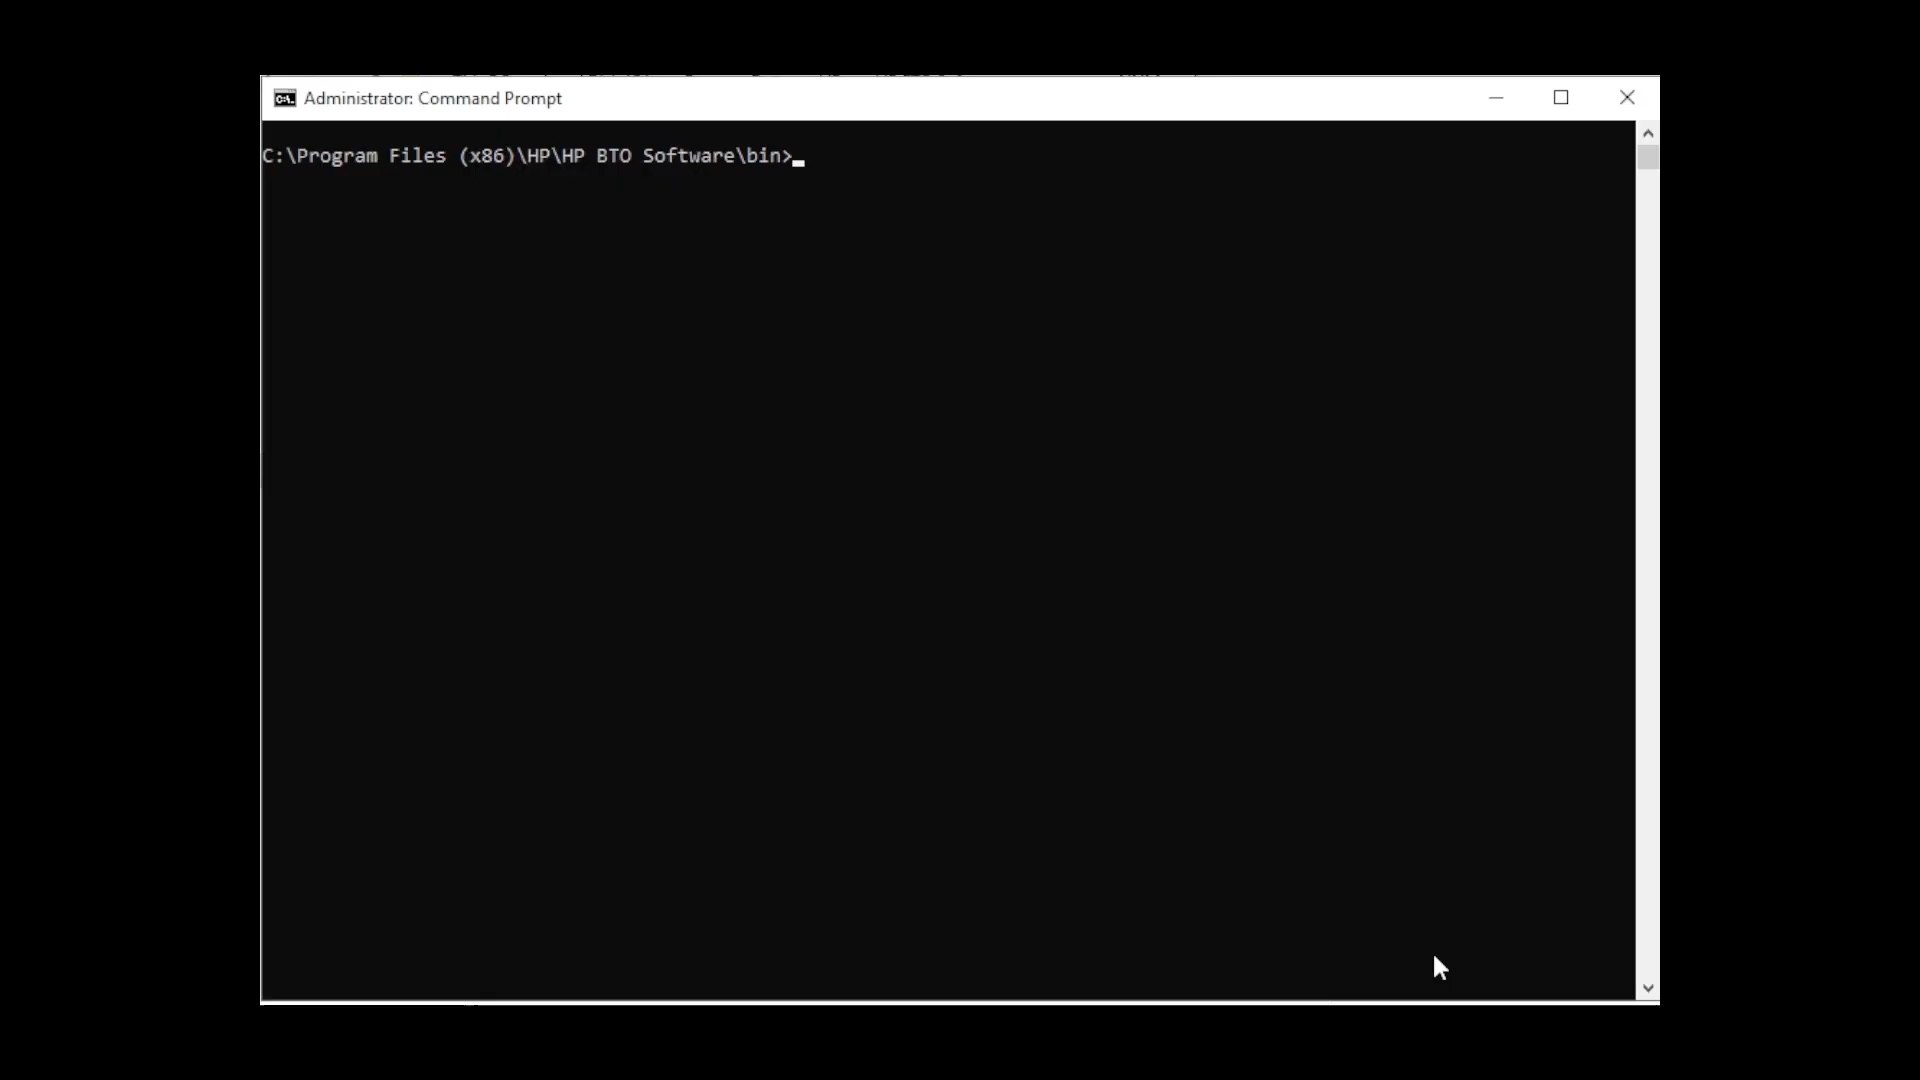 Administrator: Command Prompt
C:\Program Files (x86)\HP\HP BTO Software\bin>